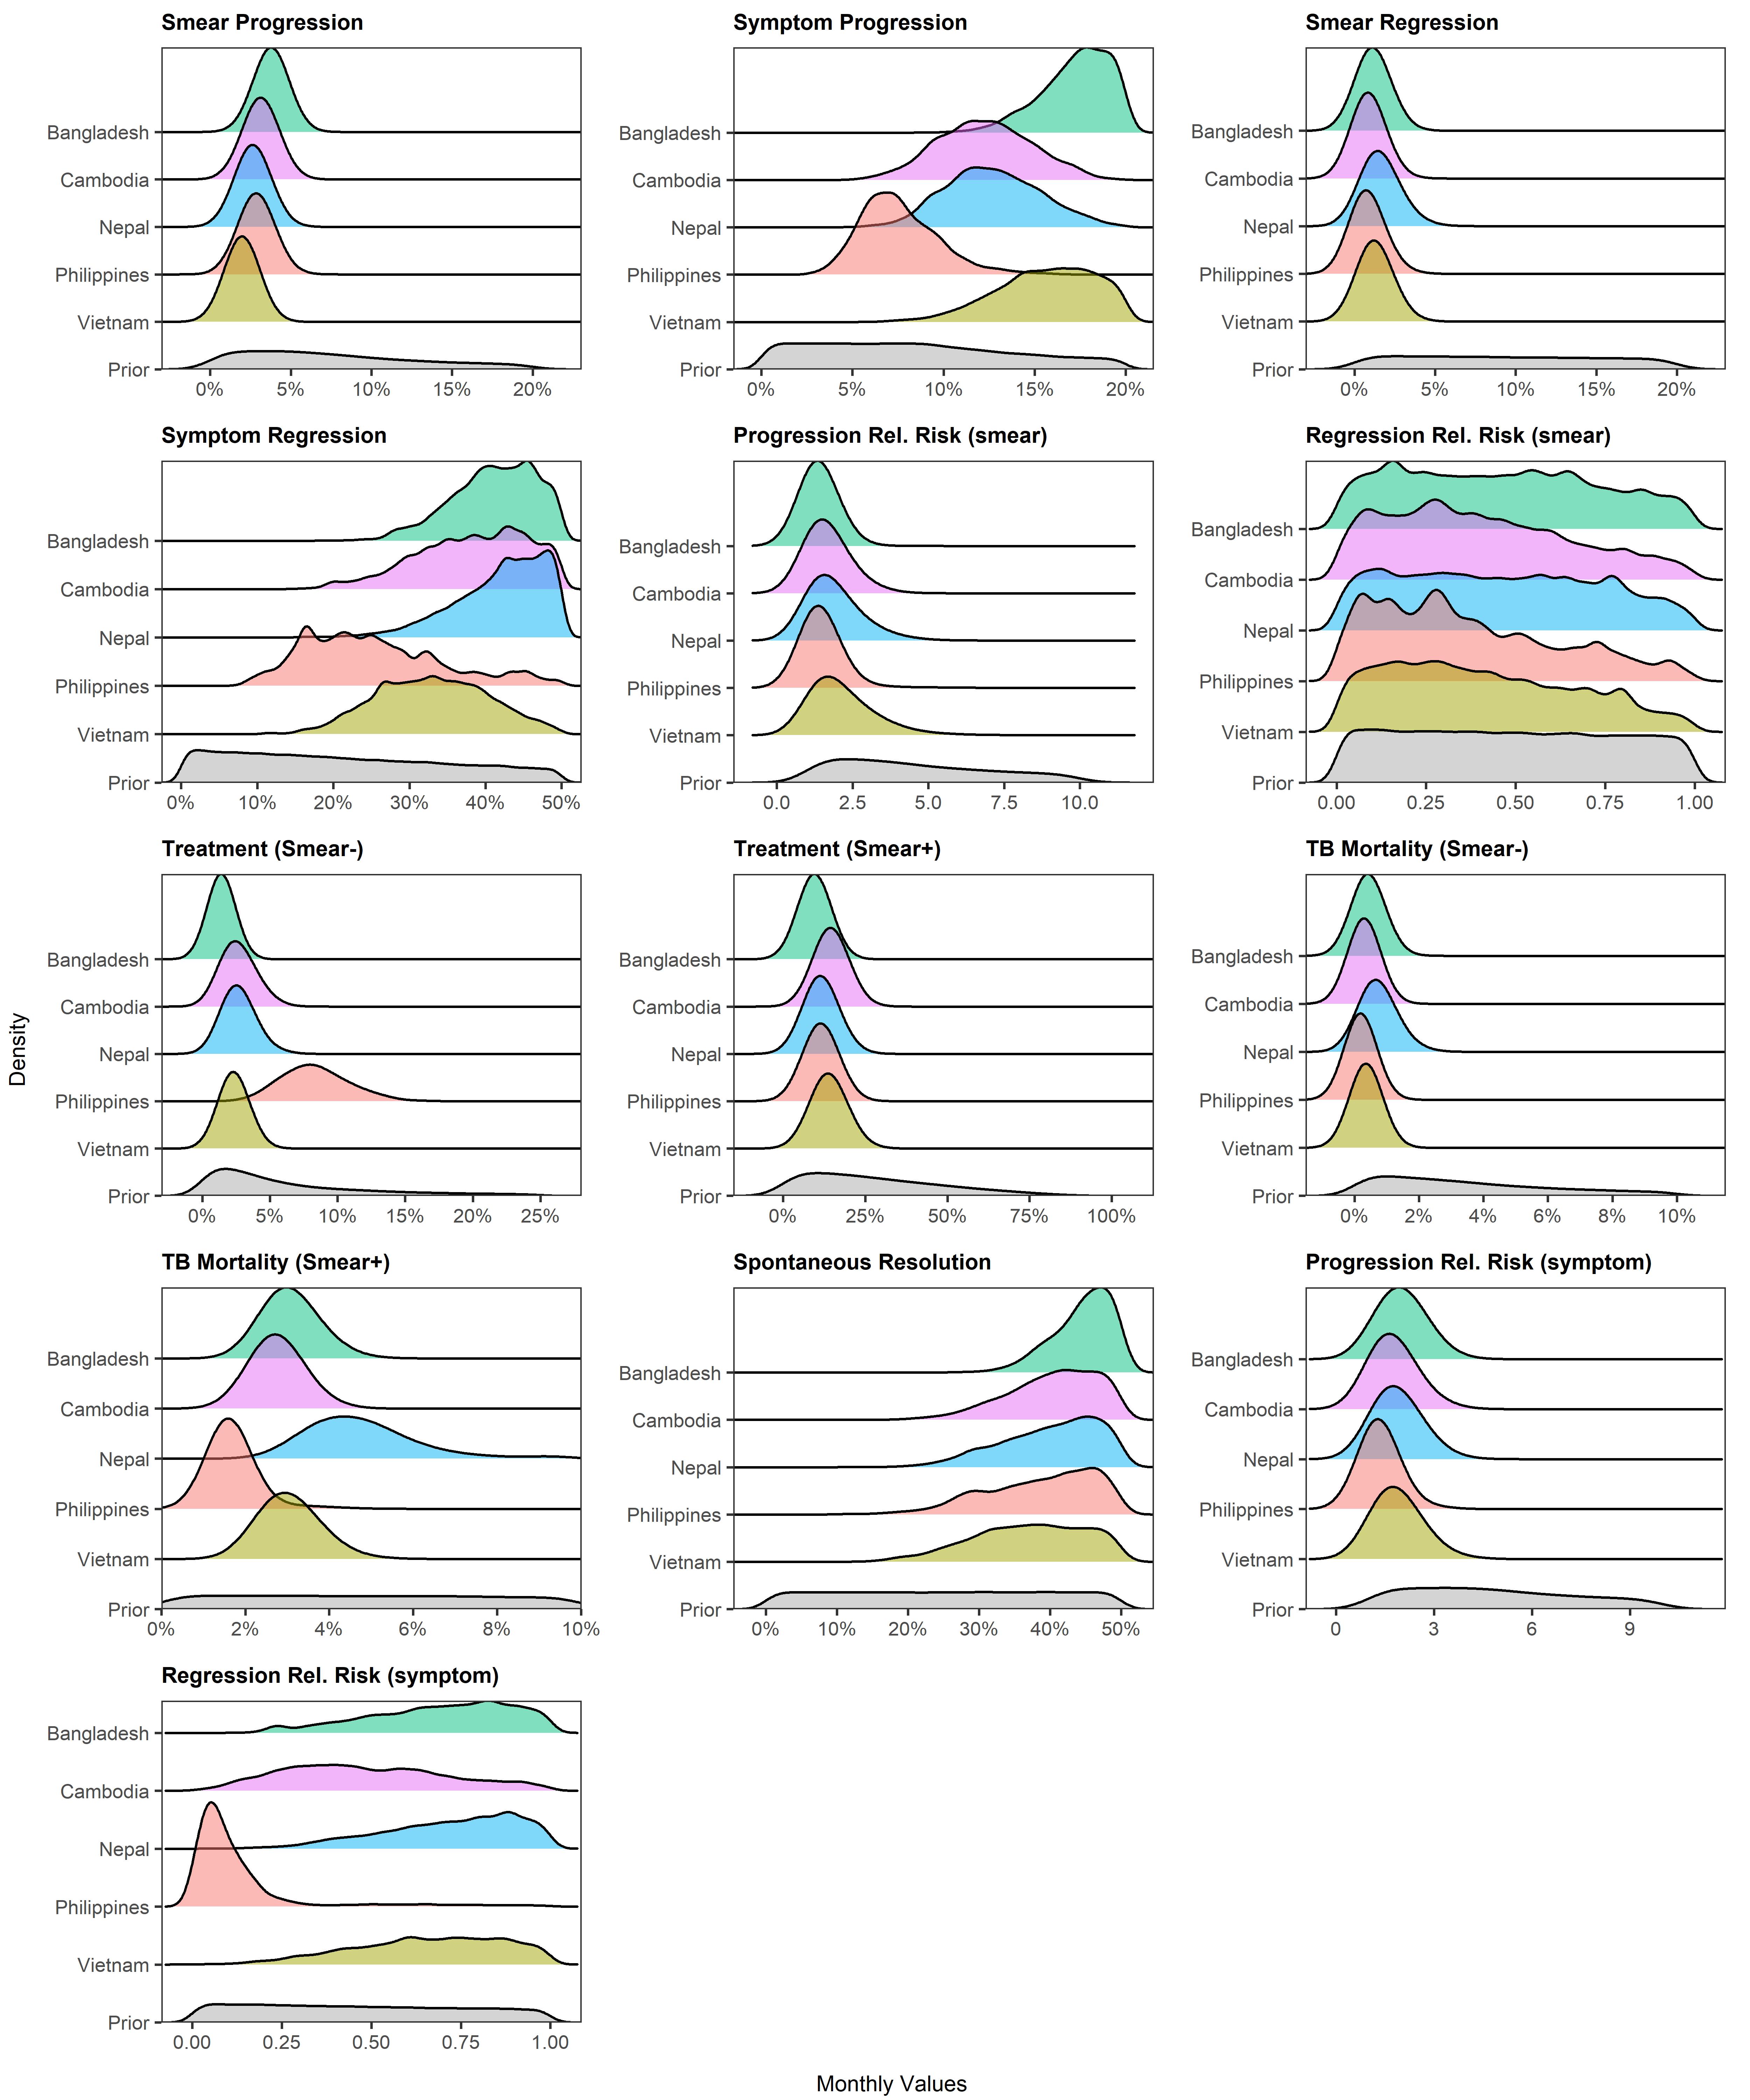 Smear Progression
Symptom Progression
Smear Regression
Bangladesh
Cambodia
Nepal
Philippines
Vietnam
Prior
0% 5% 10% 15% 20%
Bangladesh
Cambodia
Nepal
Philippines
Vietnam
Prior
0% 5% 10% 15% 20%
Bangladesh
Cambodia
Nepal
Philippines
Vietnam
Prior
0% 5% 10% 15% 20%
Symptom Regression
Progression Rel. Risk (smear)
Regression Rel. Risk (smear)
Bangladesh
Cambodia
Nepal
Philippines
Vietnam
Prior
0% 10% 20% 30% 40% 50%
Bangladesh
Cambodia
Nepal
Philippines
Vietnam
Prior
0.0 2.5 5.0 7.5 10.0
Bangladesh
Cambodia
Nepal
Philippines
Vietnam
Prior
0.00 0.25 0.50 0.75 1.00
Treatment (Smear-)
Treatment (Smear+)
TB Mortality (Smear-)
Bangladesh
Cambodia
Nepal
Philippines
Vietnam
Prior
0% 5% 10% 15% 20% 25%
Bangladesh
Cambodia
Nepal
Philippines
Vietnam
Prior
0% 25% 50% 75% 100%
Bangladesh
Cambodia
Nepal
Philippines
Vietnam
Prior
0% 2% 4% 6% 8% 10%
Density
TB Mortality (Smear+)
Spontaneous Resolution
Progression Rel. Risk (symptom)
Bangladesh
Cambodia
Nepal
Philippines
Vietnam
Prior
0% 2% 4% 6% 8% 10%
Bangladesh
Cambodia
Nepal
Philippines
Vietnam
Prior
0% 10% 20% 30% 40% 50%
Bangladesh
Cambodia
Nepal
Philippines
Vietnam
Prior
0 3 6 9
Regression Rel. Risk (symptom)
Bangladesh
Cambodia
Nepal
Philippines
Vietnam
Prior
0.00 0.25 0.50 0.75 1.00
Monthly Values